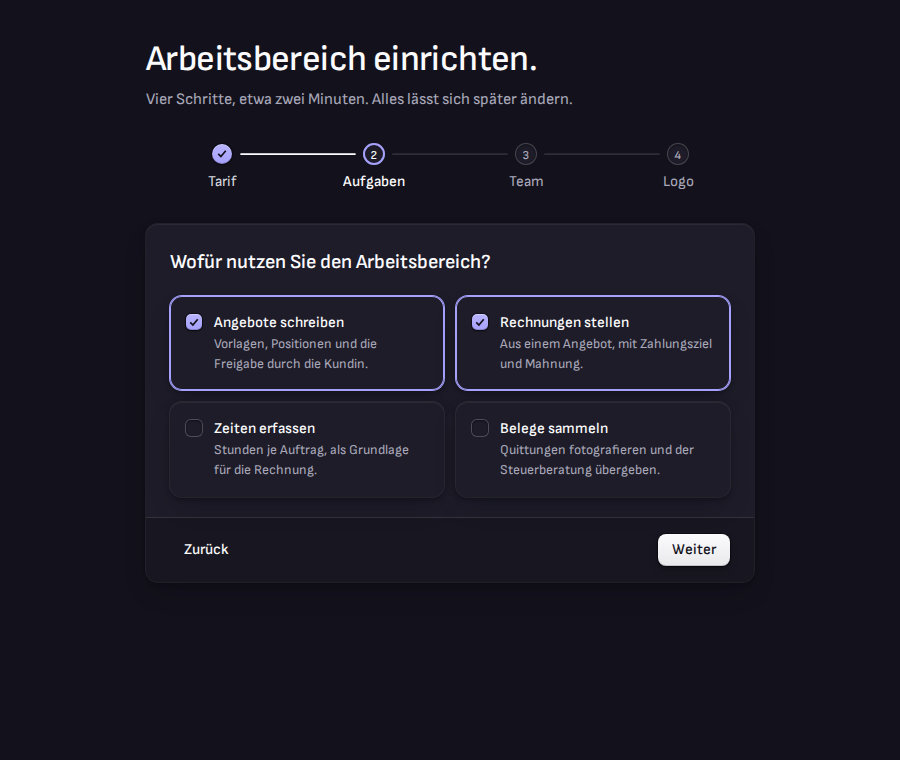 Arbeitsbereich einrichten.
Vier Schritte, etwa zwei Minuten. Alles lässt sich später ändern.
2 3 4
Tarif Aufgaben Team Logo
Wofür nutzen Sie den Arbeitsbereich?
Angebote schreiben
Vorlagen, Positionen und die
Freigabe durch die Kundin.
Rechnungen stellen
Aus einem Angebot, mit Zahlungsziel
und Mahnung.
Zeiten erfassen
Stunden je Auftrag, als Grundlage
für die Rechnung.
Belege sammeln
Quittungen fotografieren und der
Steuerberatung übergeben.
Zurück
Weiter